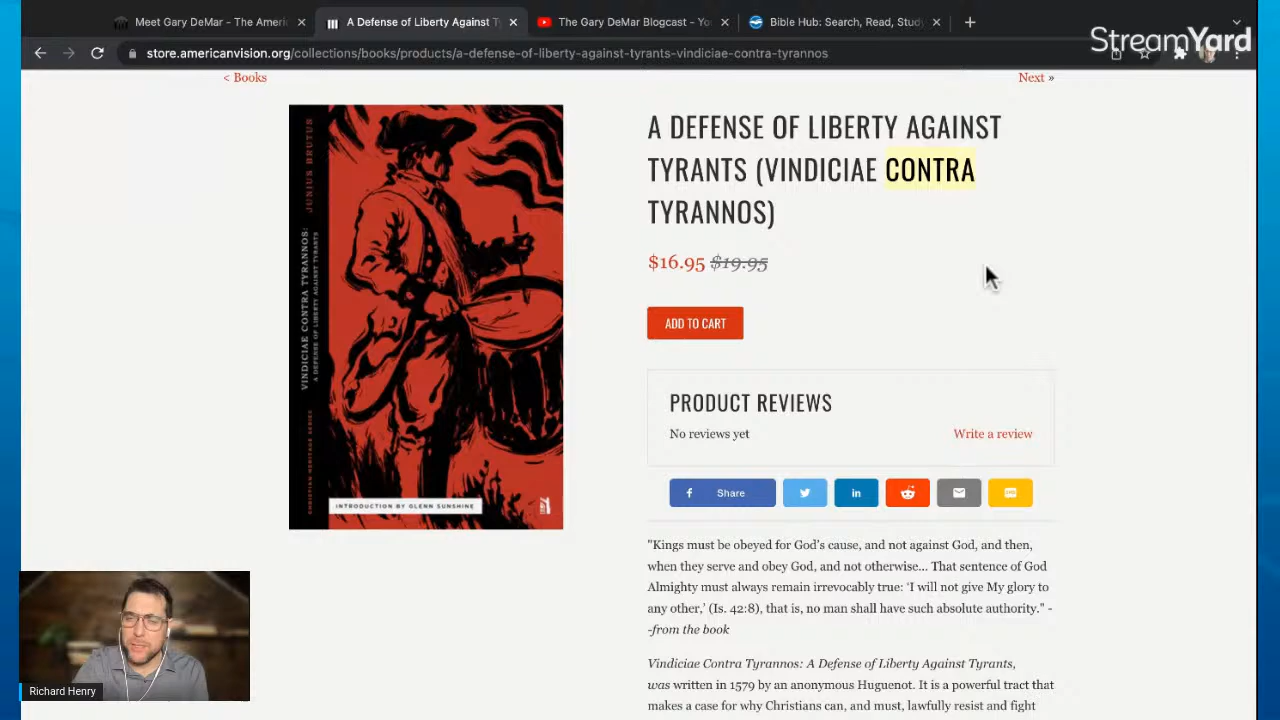 Meet Gary DeMar - The Ameri
A Defense of Liberty Against T
The Gary DeMar Blogcast - Yo
Bible Hub: Search, Read, Study
StreamYard
store.americanvision.org/collections/books/products/a-defense-of-liberty-against-tyrants-vindiciae-contra-tyrannos
< Books
Next »
VINDICIAE CONTRA TYRANNOS:
A DEFENSE OF LIBERTY AGAINST TYRANTS
JUNIUS BRUTUS
CHRISTIAN HERITAGE SERIES
INTRODUCTION BY GLENN SUNSHINE
A DEFENSE OF LIBERTY AGAINST
TYRANTS (VINDICIAE CONTRA
TYRANNOS)
$16.95 $19.95
ADD TO CART
PRODUCT REVIEWS
No reviews yet
Write a review
Share
"Kings must be obeyed for God's cause, and not against God, and then,
when they serve and obey God, and not otherwise... That sentence of God
Almighty must always remain irrevocably true: 'I will not give My glory to
any other,' (Is. 42:8), that is, no man shall have such absolute authority." -
-from the book
Vindiciae Contra Tyrannos: A Defense of Liberty Against Tyrants,
was written in 1579 by an anonymous Huguenot. It is a powerful tract that
makes a case for why Christians can, and must, lawfully resist and fight
Richard Henry